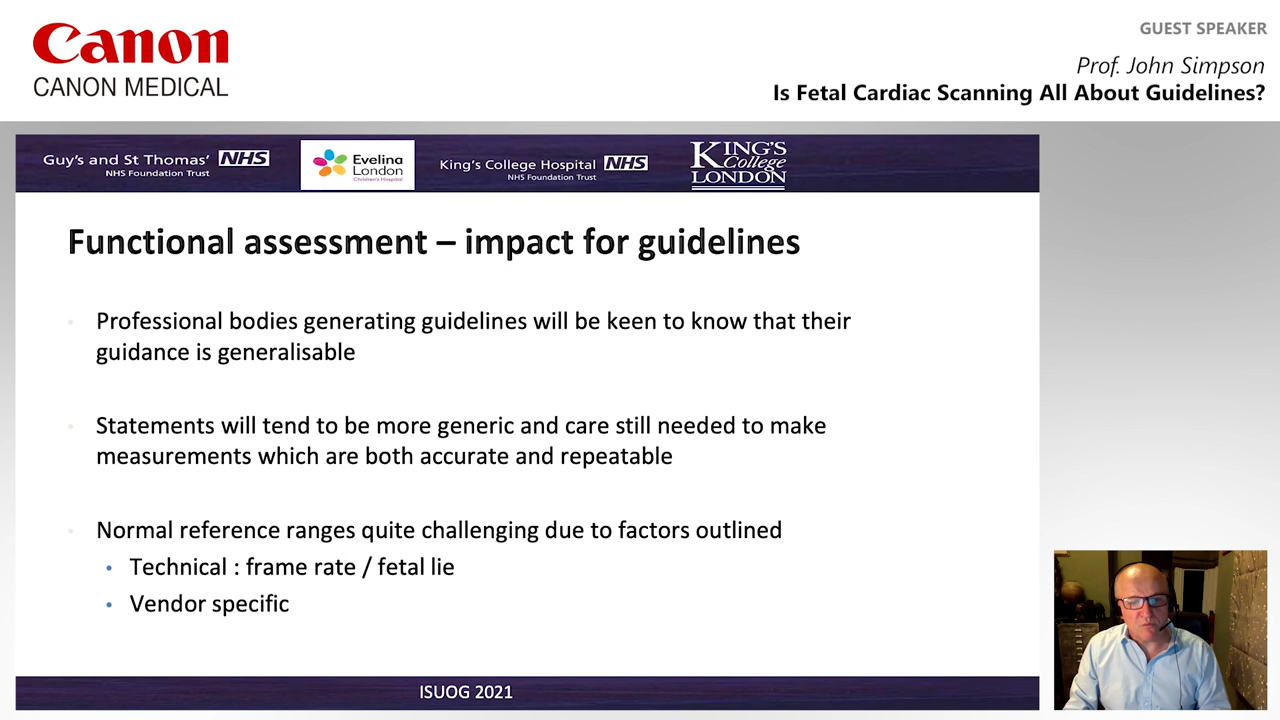 Canon
CANON MEDICAL
GUEST SPEAKER
Prof. John Simpson
Is Fetal Cardiac Scanning All About Guidelines?
Guy's and St Thomas' NHS
NHS Foundation Trust
Evelina
London
Children's Hospital
King's College Hospital NHS
NHS Foundation Trust
KING'S
College
LONDON
Functional assessment – impact for guidelines
• Professional bodies generating guidelines will be keen to know that their
guidance is generalisable
• Statements will tend to be more generic and care still needed to make
measurements which are both accurate and repeatable
• Normal reference ranges quite challenging due to factors outlined
• Technical : frame rate / fetal lie
• Vendor specific
ISUOG 2021